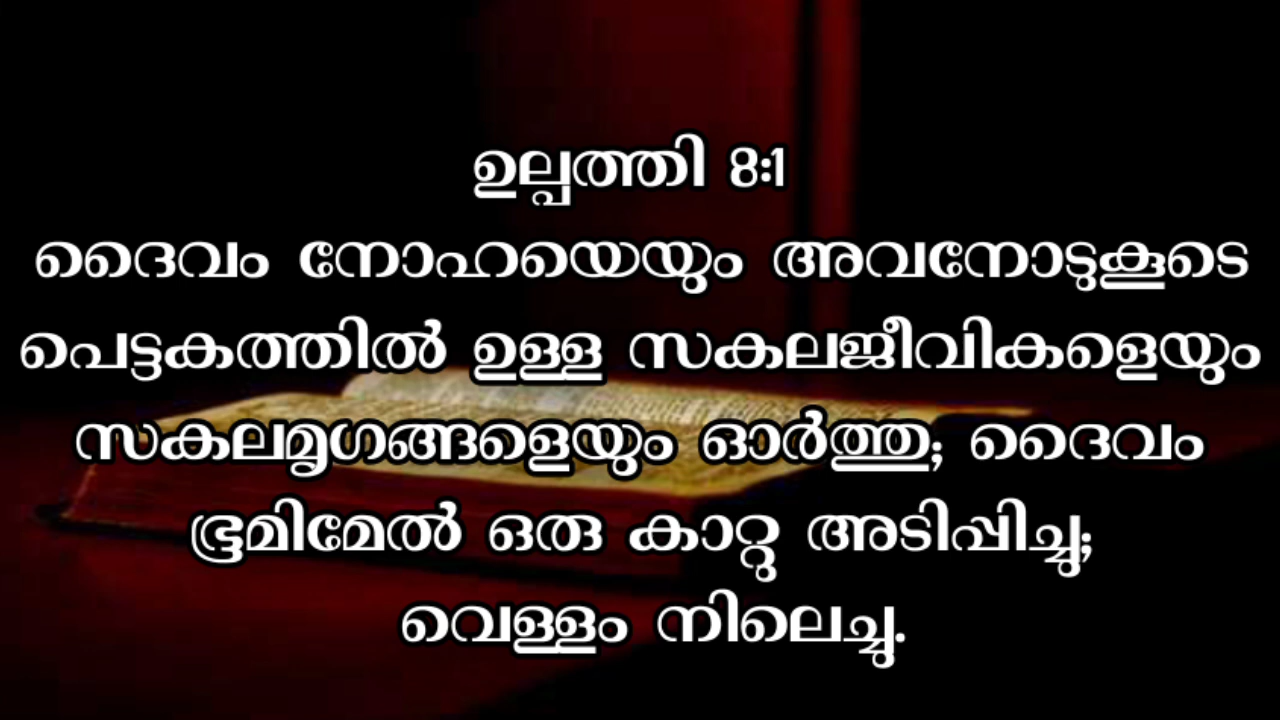 ഉല്പത്തി 8:1
ദൈവം നോഹയെയും അവനോടുകൂടെ
പെട്ടകത്തിൽ ഉള്ള സകലജീവികളെയും
സകലമൃഗങ്ങളെയും ഓർത്തു; ദൈവം
ഭൂമിമേൽ ഒരു കാറ്റു അടിപ്പിച്ചു;
വെള്ളം നിലെച്ചു.